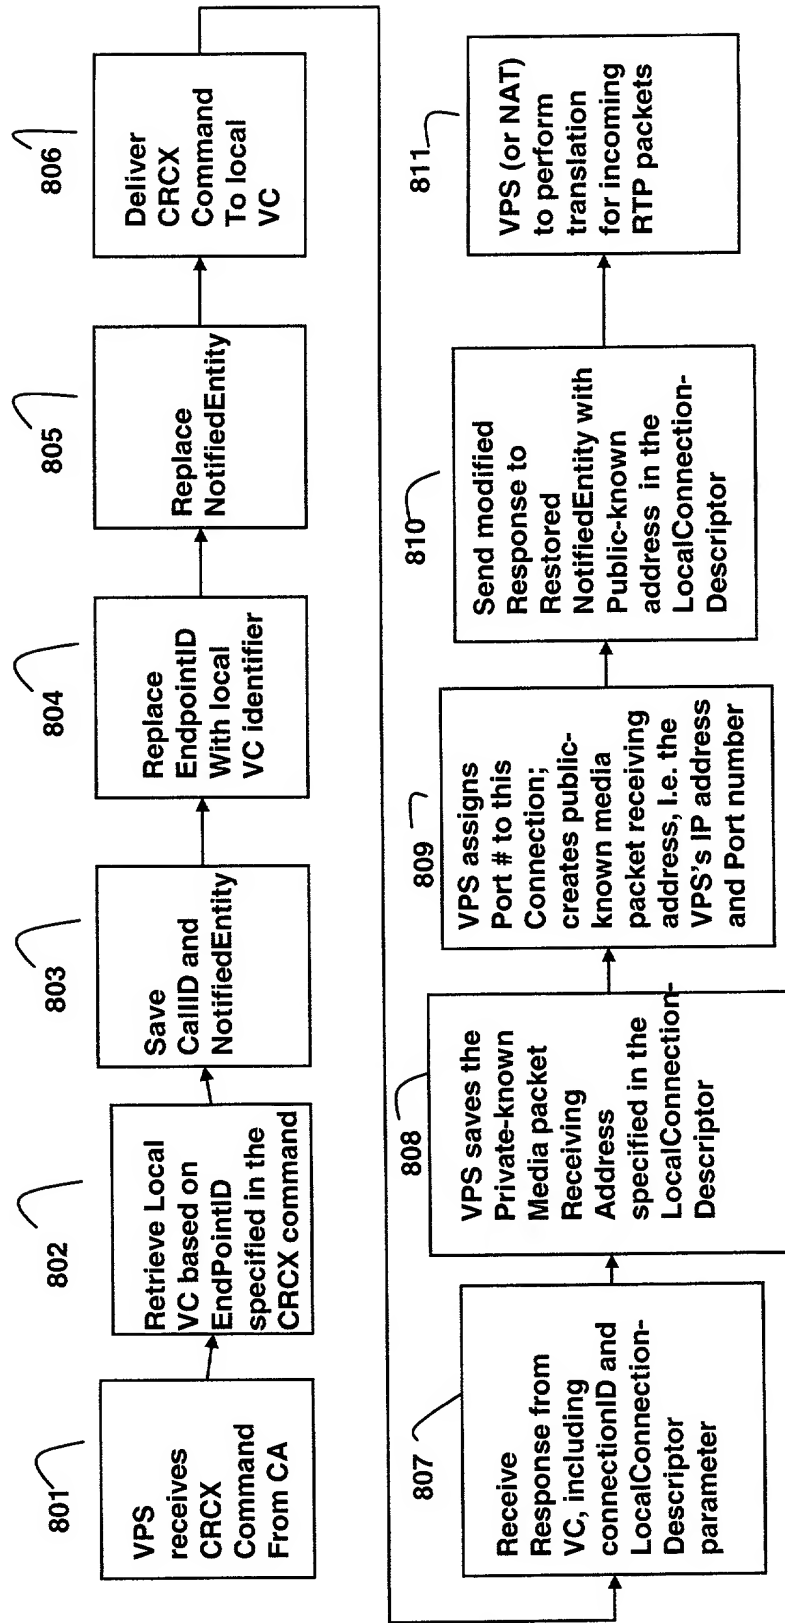 801
VPS
receives
CRCX
Command
From CA
802
Retrieve Local
VC based on
EndPointID
specified in the
CRCX command
803
Save
CallID and
NotifiedEntity
804
Replace
EndpointID
With local
VC identifier
805
Replace
NotifiedEntity
806
Deliver
CRCX
Command
To local
VC
807
Receive
Response from
VC, including
connectionID and
LocalConnection-
Descriptor
parameter
808
VPS saves the
Private-known
Media packet
Receiving
Address
specified in the
LocalConnection-
Descriptor
809
VPS assigns
Port # to this
Connection;
creates public-
known media
packet receiving
address, I.e. the
VPS's IP address
and Port number
810
Send modified
Response to
Restored
NotifiedEntity with
Public-known
address in the
LocalConnection-
Descriptor
811
VPS (or NAT)
to perform
translation
for incoming
RTP packets